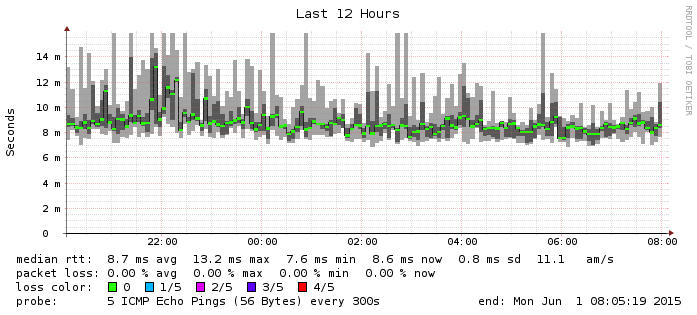 Last 12 Hours
RRDTOOL / TOBI OETIKER
Seconds
14 m
12 m
10 m
8 m
6 m
4 m
2 m
0
22:00 00:00 02:00 04:00 06:00 08:00
median rtt: 8.7 ms avg 13.2 ms max 7.6 ms min 8.6 ms now 0.8 ms sd 11.1 am/s
packet loss: 0.00 % avg 0.00 % max 0.00 % min 0.00 % now
loss color: 0 1/5 2/5 3/5 4/5
probe: 5 ICMP Echo Pings (56 Bytes) every 300s end: Mon Jun 1 08:05:19 2015